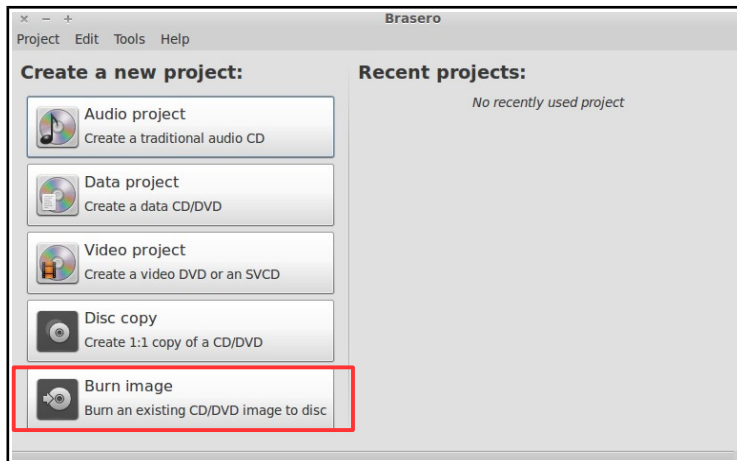 Brasero
Project Edit Tools Help
Create a new project:
Audio project
Create a traditional audio CD
Data project
Create a data CD/DVD
Video project
Create a video DVD or an SVCD
Disc copy
Create 1:1 copy of a CD/DVD
Burn image
Burn an existing CD/DVD image to disc
Recent projects:
No recently used project